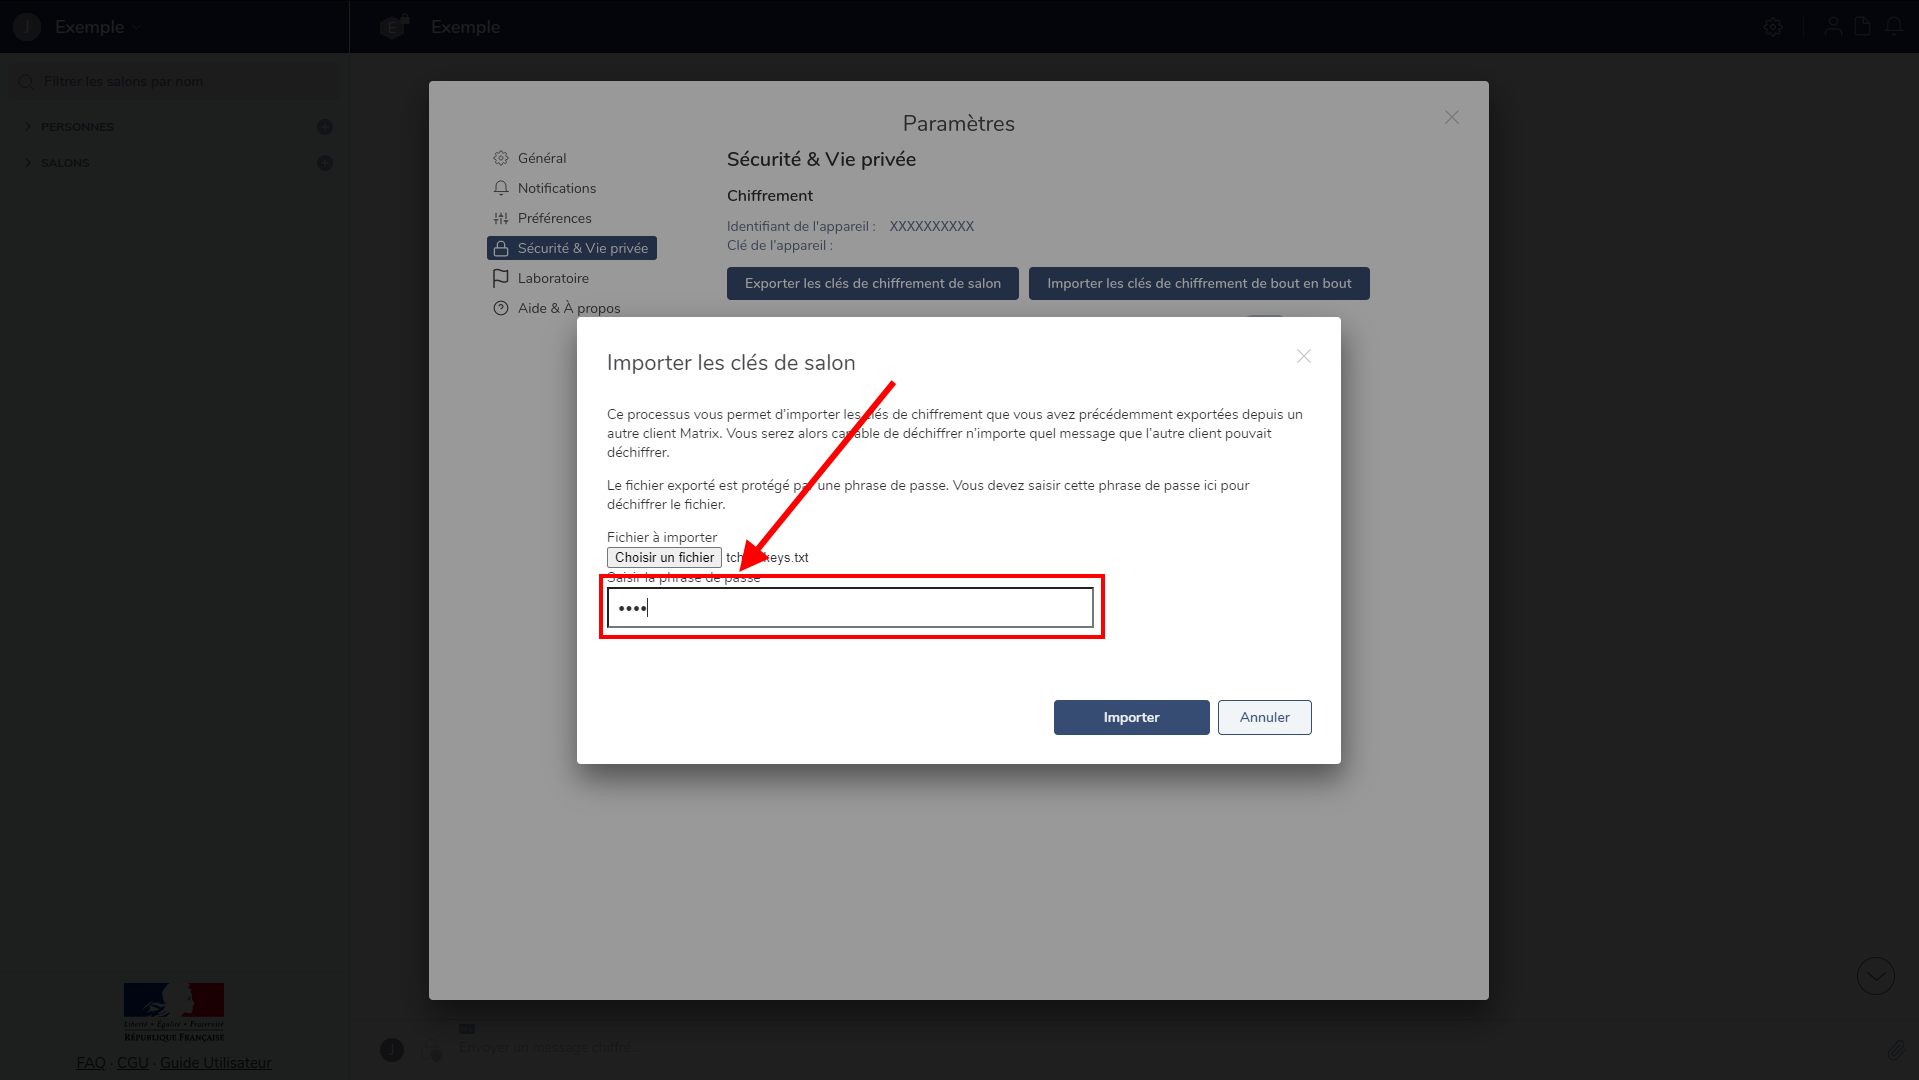 J Exemple
E Exemple
Filtrer les salons par nom
PERSONNES
SALONS
Paramètres
Général
Notifications
Préférences
Sécurité & Vie privée
Laboratoire
Aide & À propos
Sécurité & Vie privée
Chiffrement
Identifiant de l'appareil : XXXXXXXXXX
Clé de l'appareil :
Exporter les clés de chiffrement de salon
Importer les clés de chiffrement de bout en bout
Importer les clés de salon
Ce processus vous permet d'importer les clés de chiffrement que vous avez précédemment exportées depuis un
autre client Matrix. Vous serez alors capable de déchiffrer n'importe quel message que l'autre client pouvait
déchiffrer.
Le fichier exporté est protégé par une phrase de passe. Vous devez saisir cette phrase de passe ici pour
déchiffrer le fichier.
Fichier à importer
Choisir un fichier
Saisir la phrase de passe
••••
Importer
Annuler
Liberté • Égalité • Fraternité
RÉPUBLIQUE FRANÇAISE
FAQ · CGU · Guide Utilisateur
J
Envoyer un message chiffré...